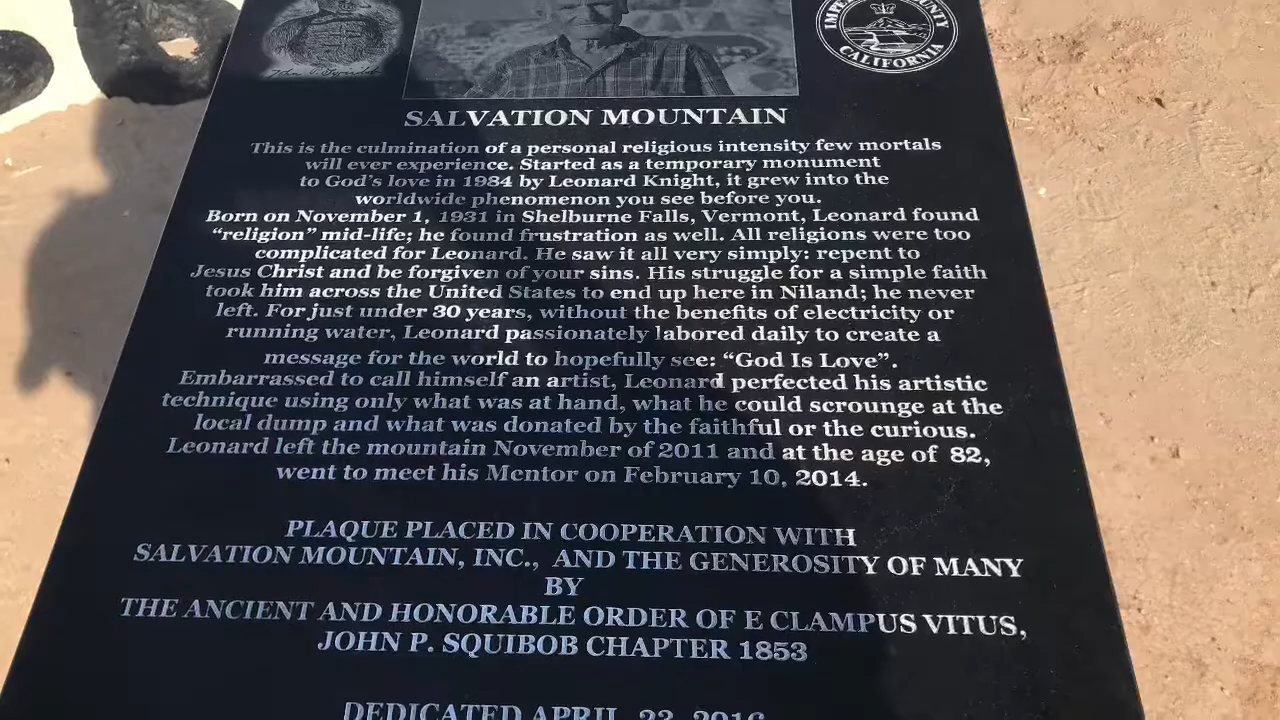 IMPERIAL COUNTY
CALIFORNIA
SALVATION MOUNTAIN
This is the culmination of a personal religious intensity few mortals
will ever experience. Started as a temporary monument
to God's love in 1984 by Leonard Knight, it grew into the
worldwide phenomenon you see before you.
Born on November 1, 1931 in Shelburne Falls, Vermont, Leonard found
“religion” mid-life; he found frustration as well. All religions were too
complicated for Leonard. He saw it all very simply: repent to
Jesus Christ and be forgiven of your sins. His struggle for a simple faith
took him across the United States to end up here in Niland; he never
left. For just under 30 years, without the benefits of electricity or
running water, Leonard passionately labored daily to create a
message for the world to hopefully see: “God Is Love”.
Embarrassed to call himself an artist, Leonard perfected his artistic
technique using only what was at hand, what he could scrounge at the
local dump and what was donated by the faithful or the curious.
Leonard left the mountain November of 2011 and at the age of 82,
went to meet his Mentor on February 10, 2014.
PLAQUE PLACED IN COOPERATION WITH
SALVATION MOUNTAIN, INC., AND THE GENEROSITY OF MANY
BY
THE ANCIENT AND HONORABLE ORDER OF E CLAMPUS VITUS,
JOHN P. SQUIBOB CHAPTER 1853
DEDICATED APRIL 23, 2016